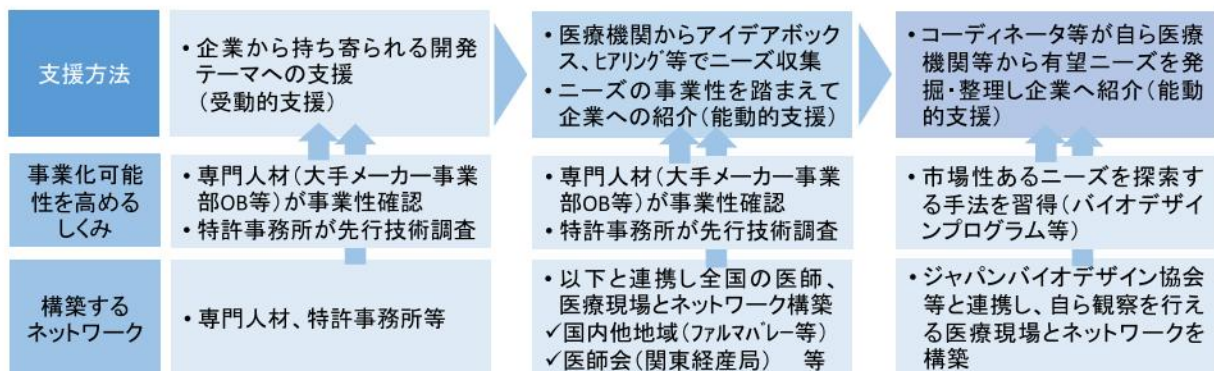 支援方法
• 企業から持ち寄られる開発
テーマへの支援
(受動的支援)
• 医療機関からアイデアボック
ス、ﾋｱﾘﾝｸﾞ等でニーズ収集
• ニーズの事業性を踏まえて
企業への紹介(能動的支援)
• コーディネータ等が自ら医療
機関等から有望ニーズを発
掘・整理し企業へ紹介(能動
的支援)
事業化可能
性を高める
しくみ
• 専門人材(大手メーカー事業
部OB等)が事業性確認
• 特許事務所が先行技術調査
• 専門人材(大手メーカー事業
部OB等)が事業性確認
• 特許事務所が先行技術調査
• 市場性あるニーズを探索す
る手法を習得(バイオデザイ
ンプログラム等)
構築する
ネットワーク
• 専門人材、特許事務所等
• 以下と連携し全国の医師、
医療現場とネットワーク構築
✓国内他地域(ﾌｧﾙﾏﾊﾞﾚｰ等)
✓医師会(関東経産局)　等
• ジャパンバイオデザイン協会
等と連携し、自ら観察を行え
る医療現場とネットワークを
構築